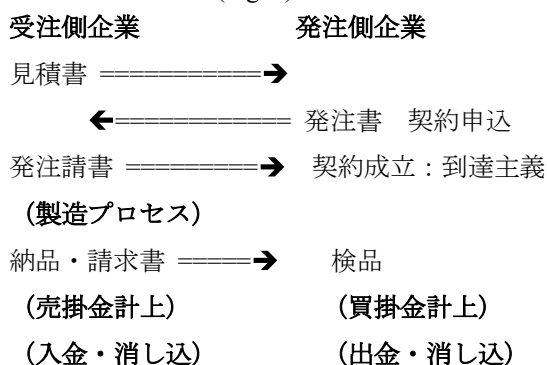 受注側企業　発注側企業
見積書 ===========➔
🡸============ 発注書　契約申込
発注請書 =========➔　契約成立：到達主義
（製造プロセス）
納品・請求書 =====➔　検品
（売掛金計上）　（買掛金計上）
（入金・消し込）　（出金・消し込）